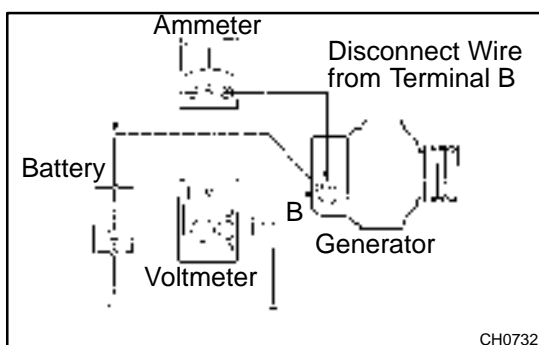 Ammeter
Disconnect Wire
from Terminal B
Battery
B
Voltmeter
Generator
CH0732